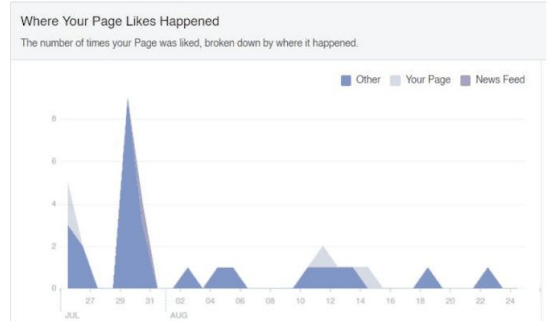 Where Your Page Likes Happened
The number of times your Page was liked, broken down by where it happened.
Other Your Page News Feed
8
6
4
2
0
27 29 31 02 04 06 08 10 12 14 16 18 20 22 24
JUL AUG